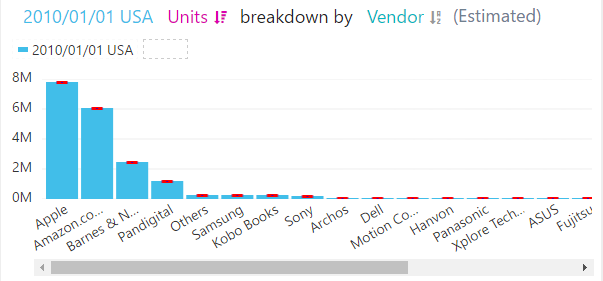 2010/01/01 USA Units breakdown by Vendor (Estimated)
2010/01/01 USA
8M
6M
4M
2M
0M
Apple
Amazon.co...
Barnes & N...
Pandigital
Others
Samsung
Kobo Books
Sony
Archos
Dell
Motion Co...
Hanvon
Panasonic
Xplore Tech...
ASUS
Fujitsu